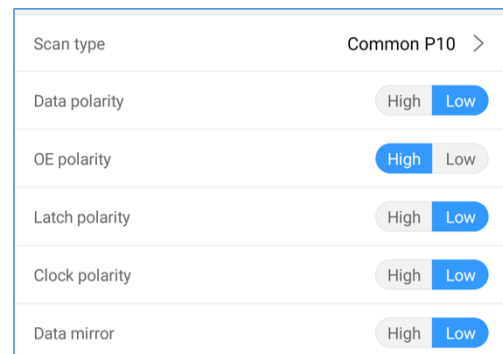 Scan type Common P10 >
Data polarity High Low
OE polarity High Low
Latch polarity High Low
Clock polarity High Low
Data mirror High Low